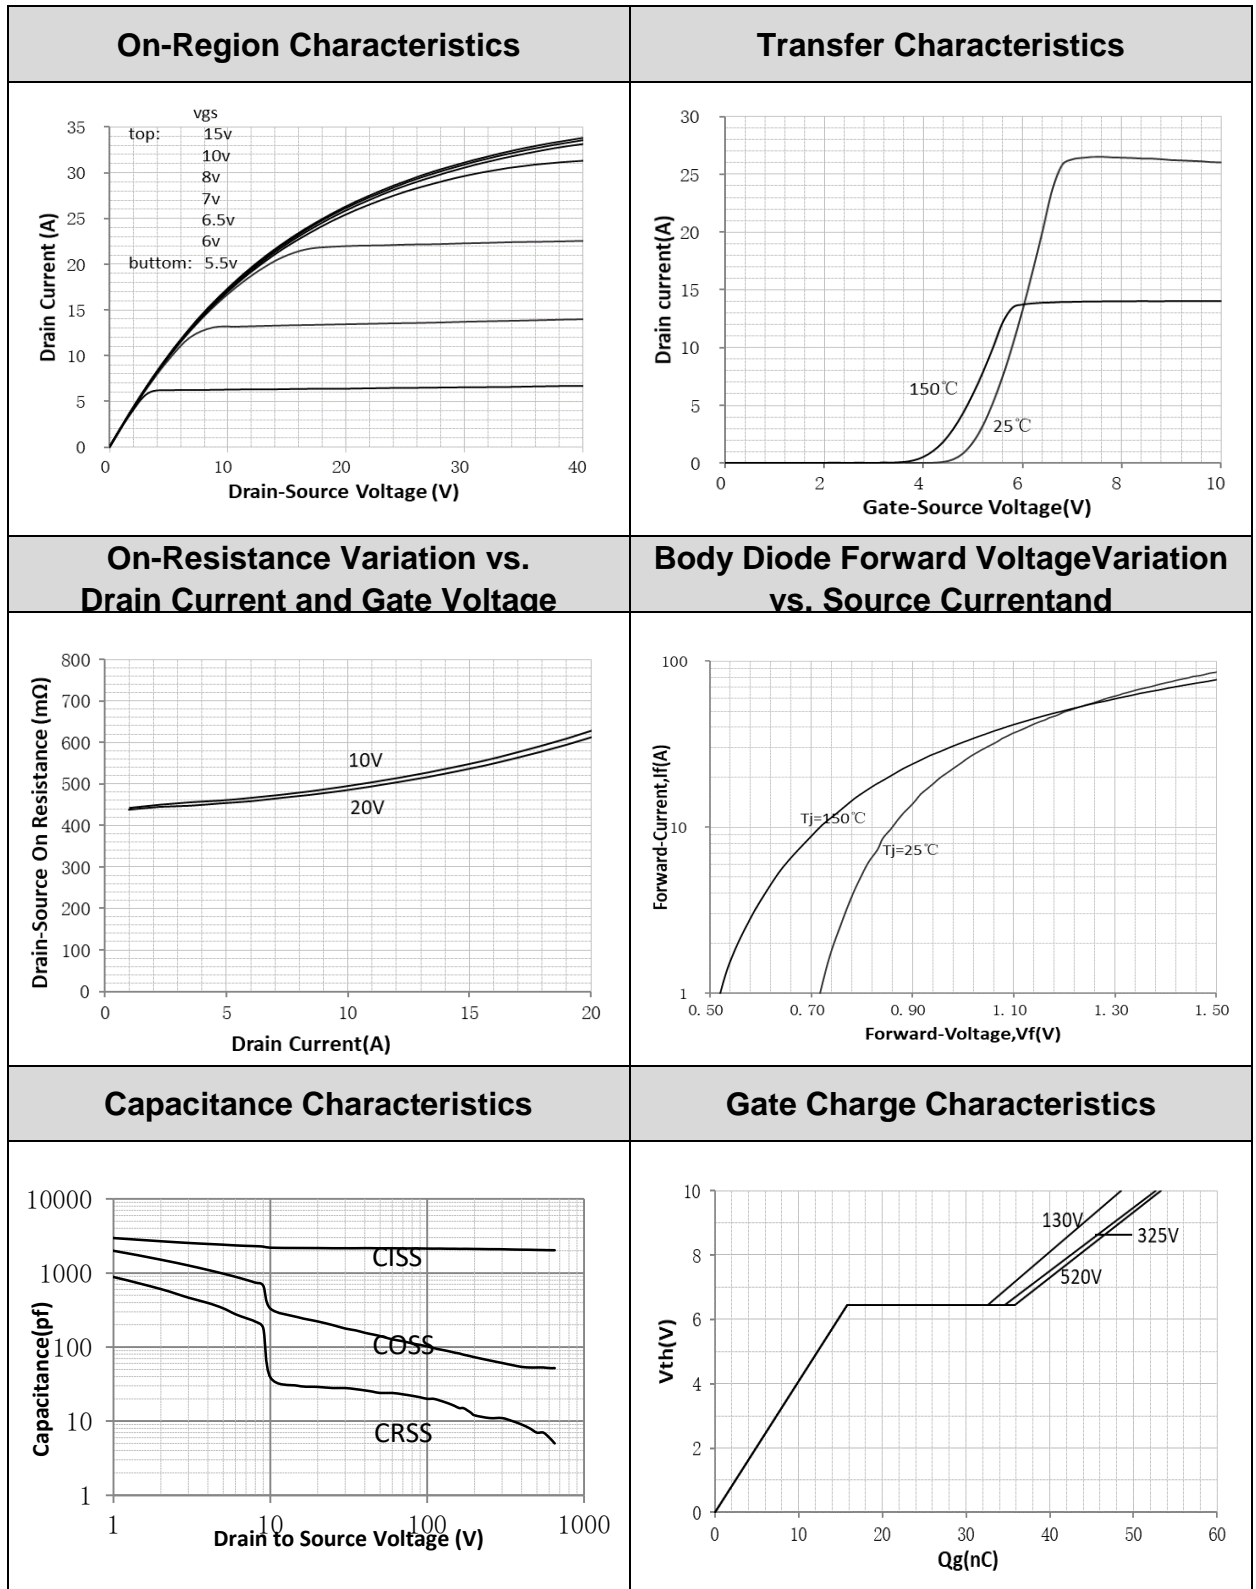 On-Region Characteristics
Transfer Characteristics
vgs
top: 15v
10v
8v
7v
6.5v
6v
buttom: 5.5v
35
30
25
20
15
10
5
0
0 10 20 30 40
Drain Current (A)
Drain-Source Voltage (V)
30
25
20
15
10
5
0
0 2 4 6 8 10
Drain current(A)
150℃
25℃
Gate-Source Voltage(V)
On-Resistance Variation vs.
Drain Current and Gate Voltage
Body Diode Forward VoltageVariation
vs. Source Currentand
800
700
600
500
400
300
200
100
0
0 5 10 15 20
Drain-Source On Resistance (mΩ)
10V
20V
Drain Current(A)
100
10
1
0. 50 0. 70 0. 90 1. 10 1. 30 1. 50
Forward-Current,If(A)
Tj=150℃
Tj=25℃
Forward-Voltage,Vf(V)
Capacitance Characteristics
Gate Charge Characteristics
10000
1000
100
10
1
1 10 100 1000
Capacitance(pf)
CISS
COSS
CRSS
Drain to Source Voltage (V)
10
8
6
4
2
0
0 10 20 30 40 50 60
Vth(V)
130V
325V
520V
Qg(nC)